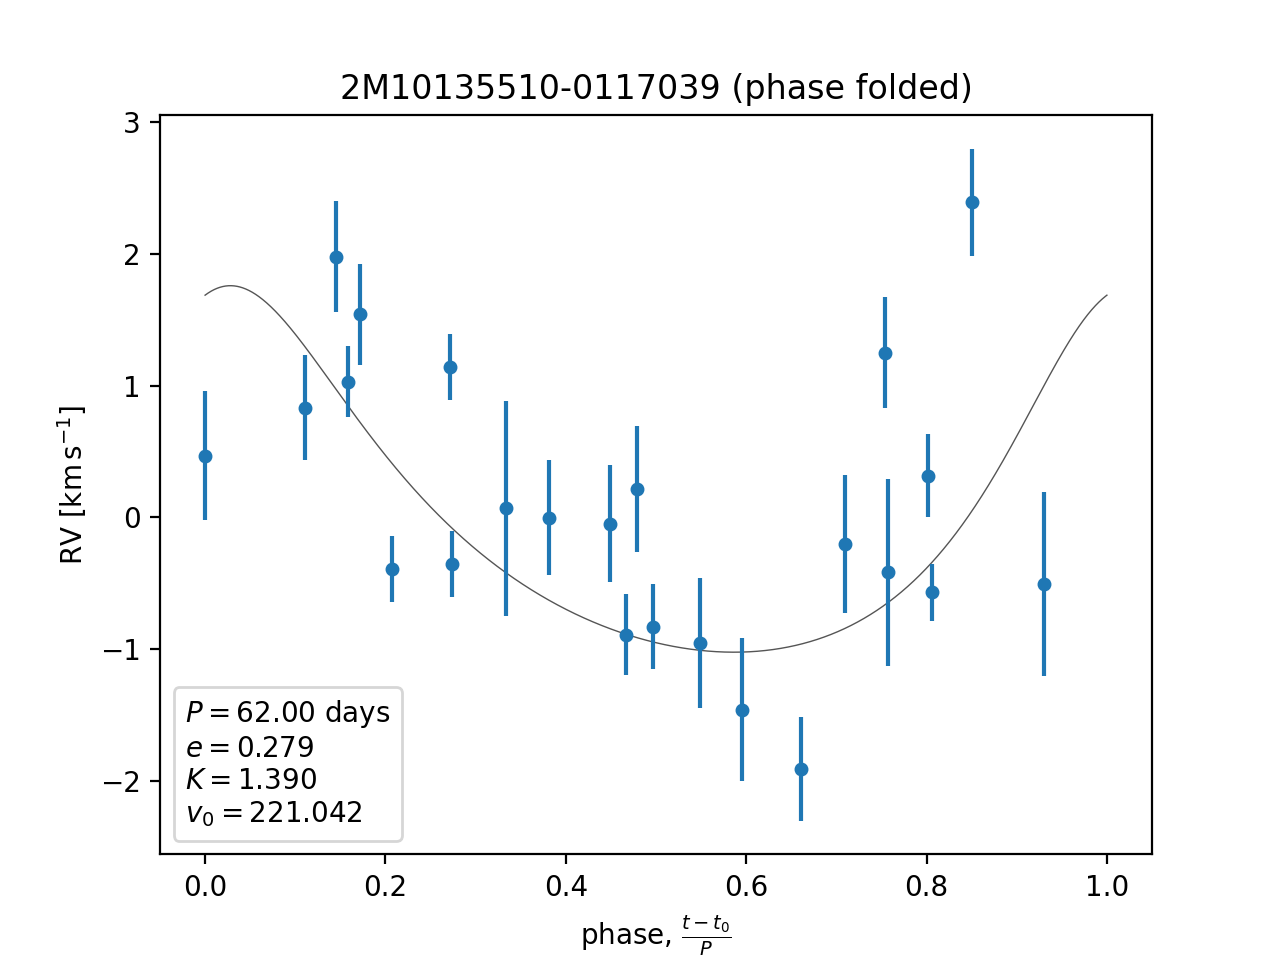 2M10135510-0117039 (phase folded)
3
2
1
0
−1
−2
RV [km s⁻¹]
P = 62.00 days
e = 0.279
K = 1.390
v₀ = 221.042
0.0 0.2 0.4 0.6 0.8 1.0
phase, (t − t₀)/P